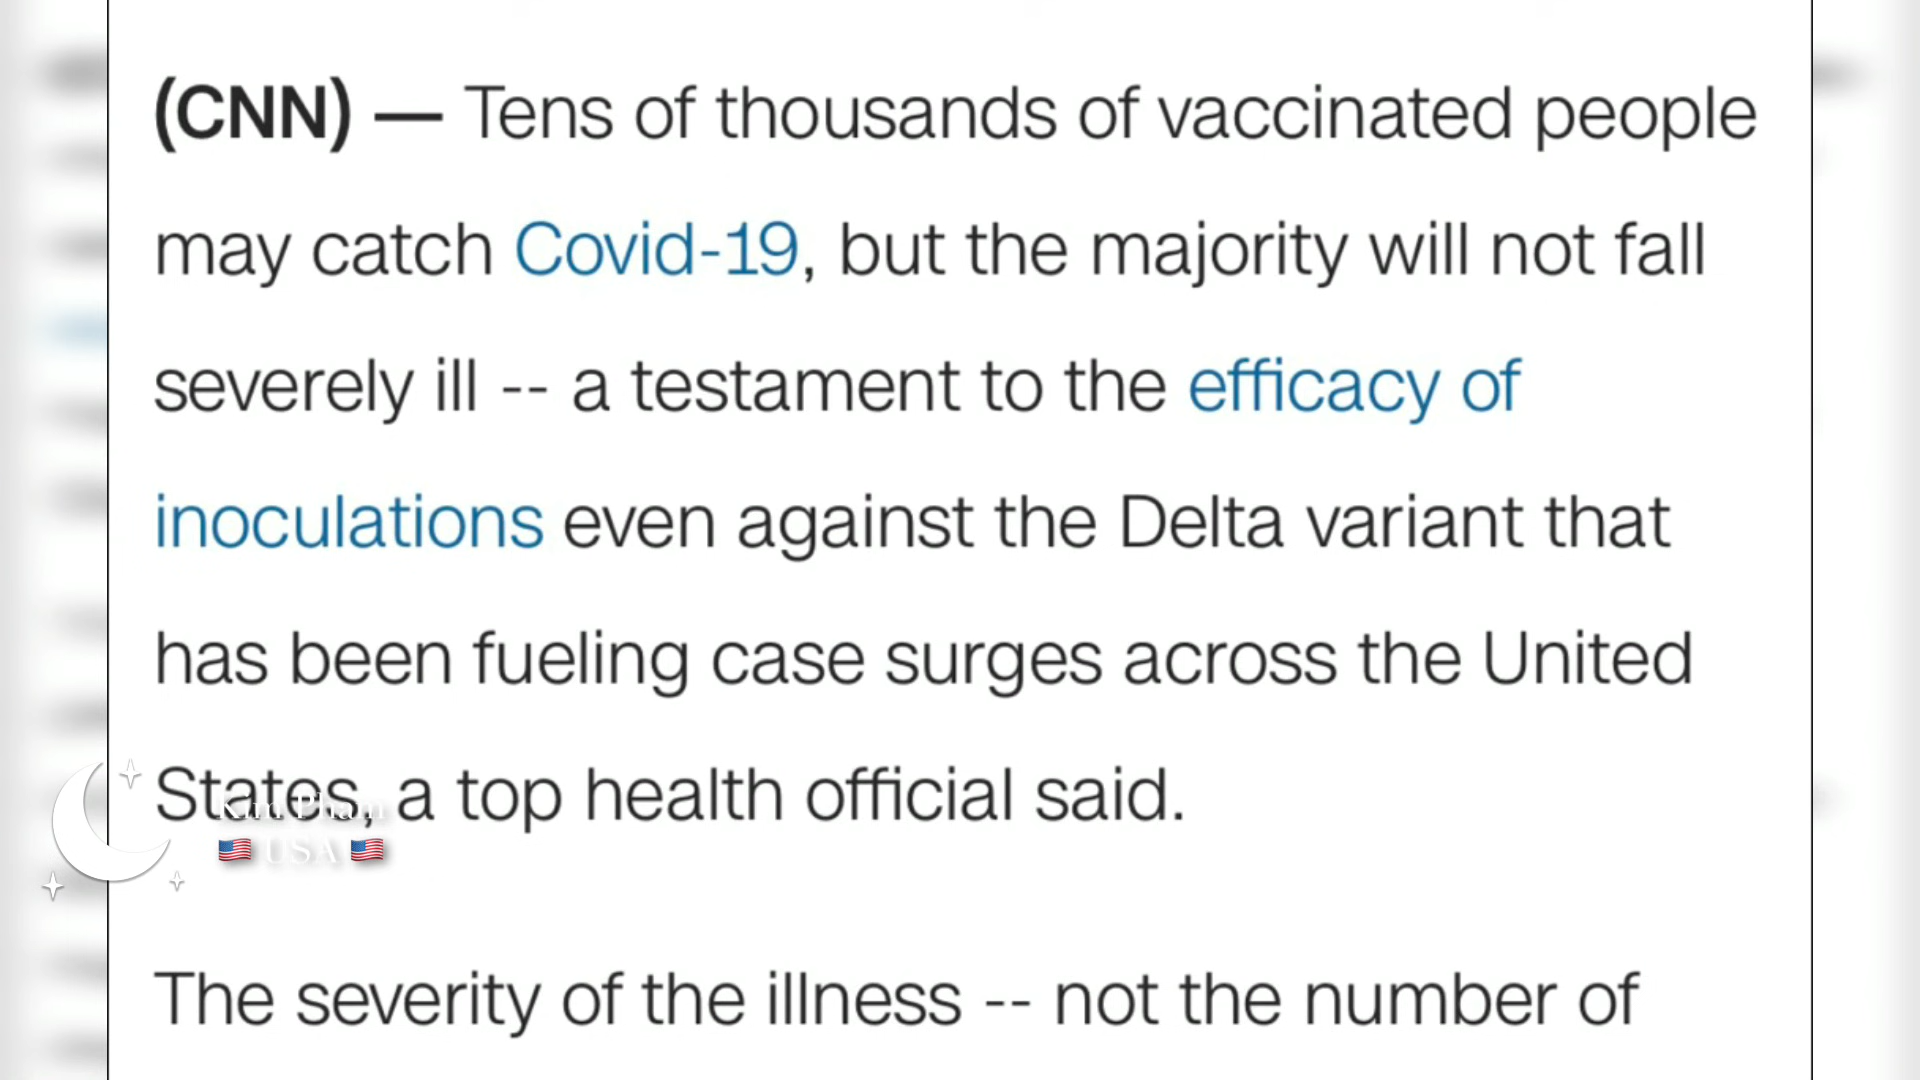 (CNN) — Tens of thousands of vaccinated people
may catch Covid-19, but the majority will not fall
severely ill -- a testament to the efficacy of
inoculations even against the Delta variant that
has been fueling case surges across the United
States, a top health official said.
Kim Pham
🇺🇸 USA 🇺🇸
The severity of the illness -- not the number of